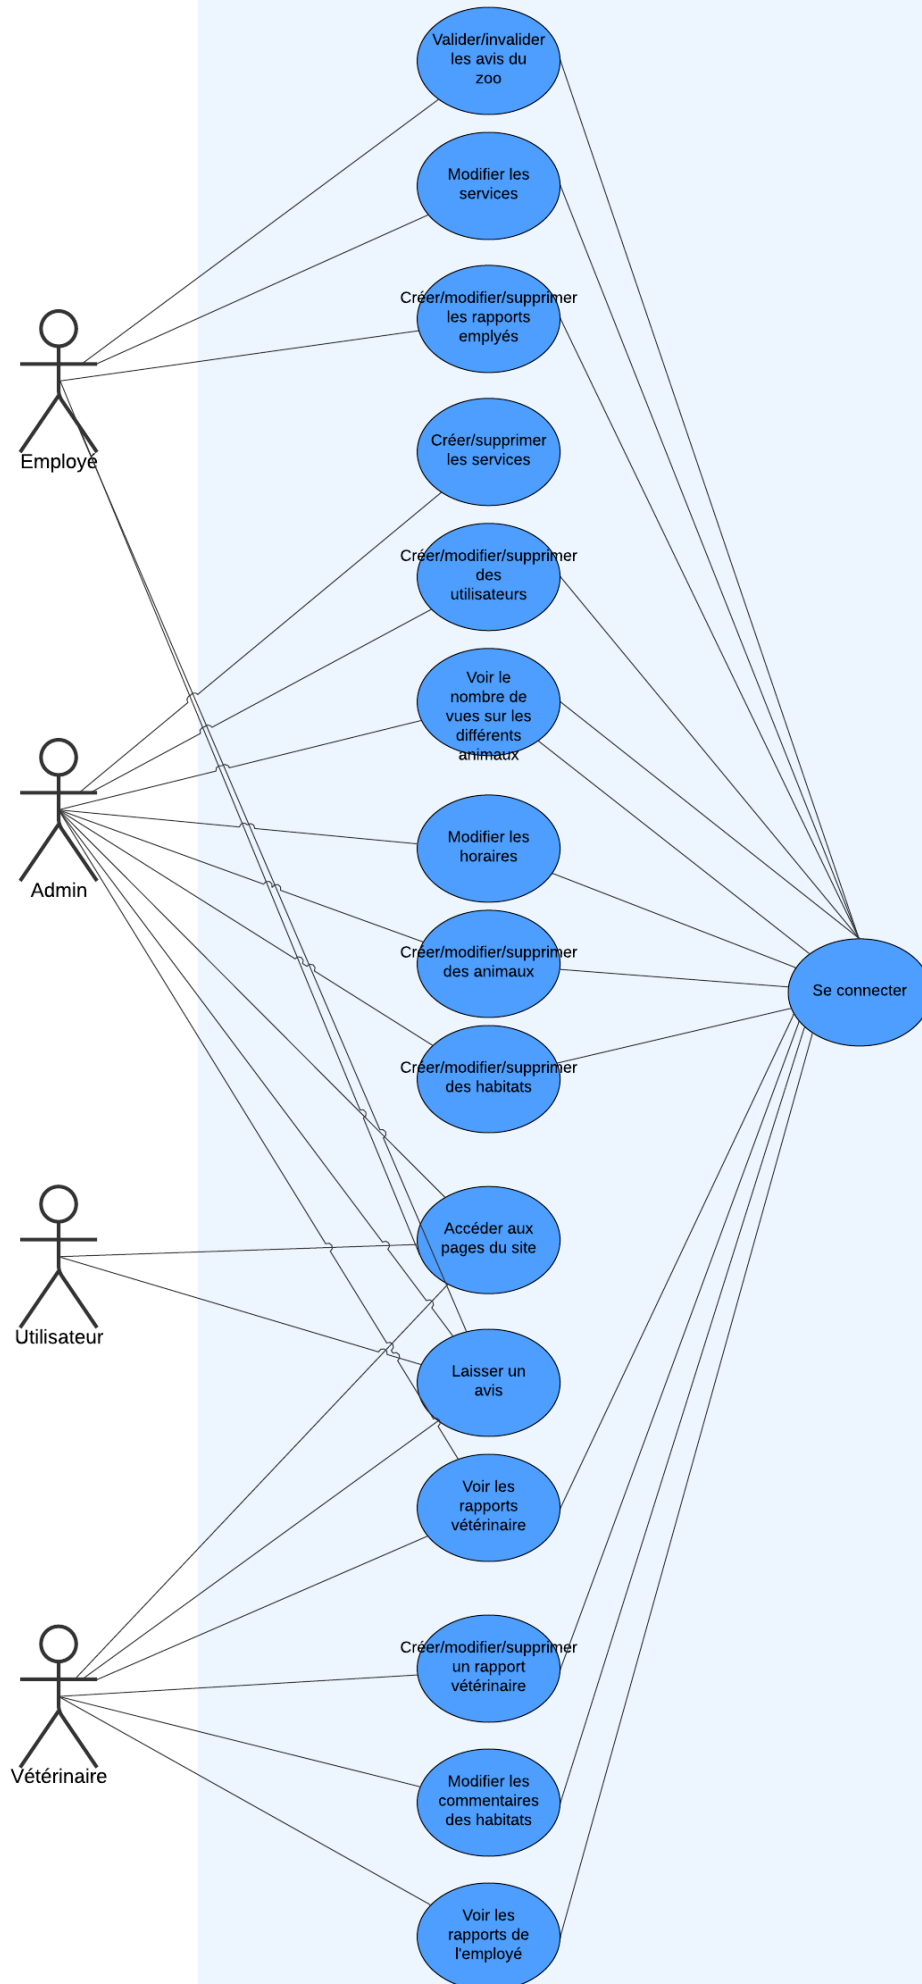 Valider/invalider
les avis du
zoo
Modifier les
services
Créer/modifier/supprimer
les rapports
emplyés
Employé
Créer/supprimer
les services
Créer/modifier/supprimer
des
utilisateurs
Voir le
nombre de
vues sur les
différents
animaux
Admin
Modifier les
horaires
Créer/modifier/supprimer
des animaux
Se connecter
Créer/modifier/supprimer
des habitats
Accéder aux
pages du site
Utilisateur
Laisser un
avis
Voir les
rapports
vétérinaire
Créer/modifier/supprimer
un rapport
vétérinaire
Vétérinaire
Modifier les
commentaires
des habitats
Voir les
rapports de
l'employé